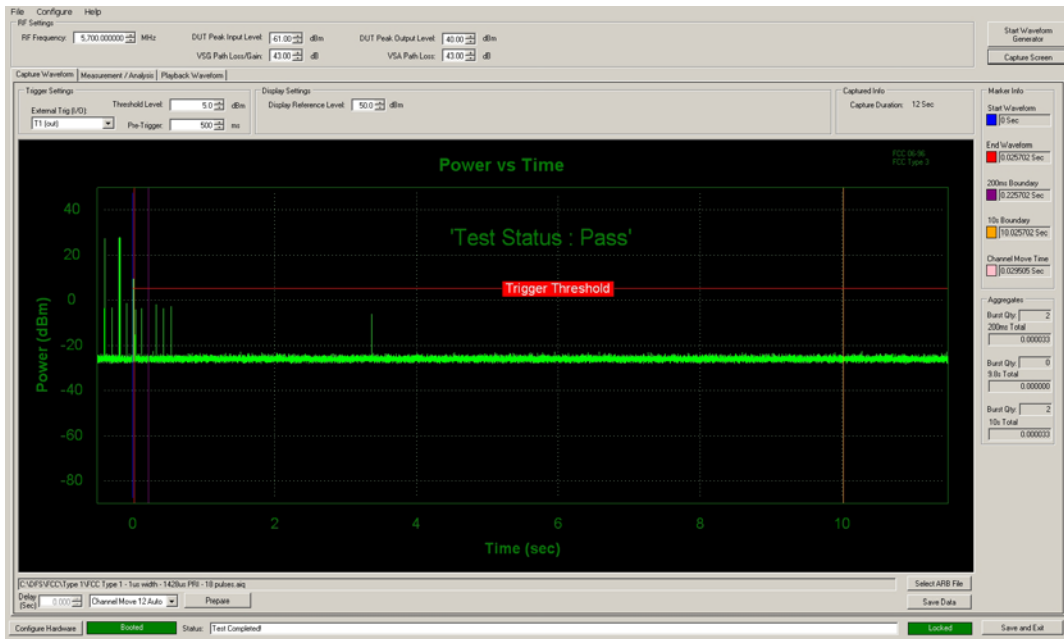 File Configure Help
RF Settings
RF Frequency: 5,700.000000 MHz DUT Peak Input Level: -61.00 dBm DUT Peak Output Level: 40.00 dBm
VSG Path Loss/Gain: 43.00 dB VSA Path Loss: 43.00 dB
Start Waveform Generator
Capture Screen
Capture Waveform Measurement / Analysis Playback Waveform
Trigger Settings
External Trig (I/O):
T1 (out)
Threshold Level: 5.0 dBm
Pre-Trigger: 500 ms
Display Settings
Display Reference Level: 50.0 dBm
Captured Info
Capture Duration: 12 Sec
Marker Info
Start Waveform
0 Sec
End Waveform
0.025702 Sec
200ms Boundary
0.225702 Sec
10s Boundary
10.025702 Sec
Channel Move Time
0.029505 Sec
Aggregates
Burst Qty: 2
200ms Total
0.000033
Burst Qty: 0
9.8s Total
0.000000
Burst Qty: 2
10s Total
0.000033
Power vs Time
FCC 06-96
FCC Type 3
'Test Status : Pass'
Trigger Threshold
Power (dBm)
40
20
0
-20
-40
-60
-80
0 2 4 6 8 10
Time (sec)
C:\DFS\FCC\Type 1\FCC Type 1 - 1us width - 1428us PRI - 18 pulses.aiq
Select ARB File
Delay (Sec) 0.000 Channel Move 12 Auto Prepare
Save Data
Configure Hardware Booted Status: Test Completed! Locked Save and Exit